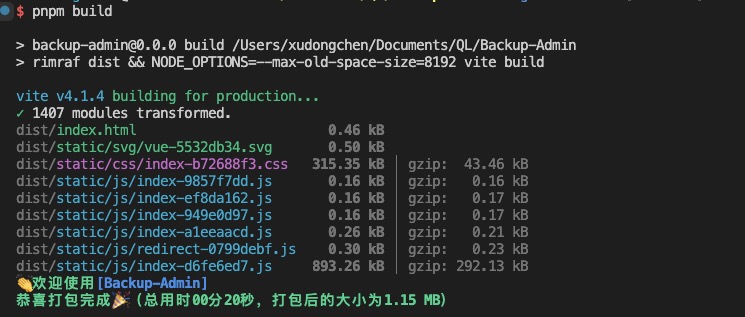 $ pnpm build
> backup-admin@0.0.0 build /Users/xudongchen/Documents/QL/Backup-Admin
> rimraf dist && NODE_OPTIONS=--max-old-space-size=8192 vite build
vite v4.1.4 building for production...
✓ 1407 modules transformed.
dist/index.html 0.46 kB
dist/static/svg/vue-5532db34.svg 0.50 kB
dist/static/css/index-b72688f3.css 315.35 kB │ gzip: 43.46 kB
dist/static/js/index-9857f7dd.js 0.16 kB │ gzip: 0.16 kB
dist/static/js/index-ef8da162.js 0.16 kB │ gzip: 0.17 kB
dist/static/js/index-949e0d97.js 0.16 kB │ gzip: 0.17 kB
dist/static/js/index-a1eeaacd.js 0.26 kB │ gzip: 0.21 kB
dist/static/js/redirect-0799debf.js 0.30 kB │ gzip: 0.23 kB
dist/static/js/index-d6fe6ed7.js 893.26 kB │ gzip: 292.13 kB
👏欢迎使用[Backup-Admin]
恭喜打包完成🎉(总用时00分20秒，打包后的大小为1.15 MB)